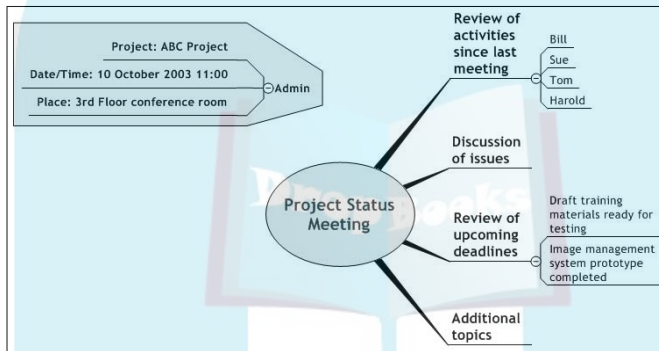 Project: ABC Project
Date/Time: 10 October 2003 11:00
Place: 3rd Floor conference room
Admin
Review of
activities
since last
meeting
Bill
Sue
Tom
Harold
Discussion
of issues
DropBooks
Project Status
Meeting
Review of
upcoming
deadlines
Draft training
materials ready for
testing
Image management
system prototype
completed
Additional
topics